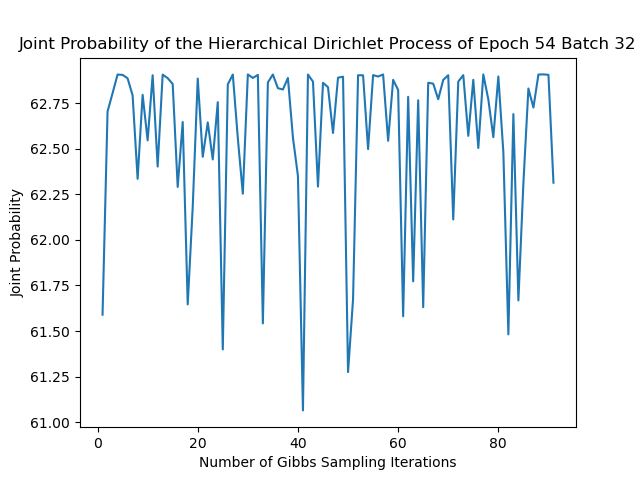 Joint Probability of the Hierarchical Dirichlet Process of Epoch 54 Batch 32
Joint Probability
62.75
62.50
62.25
62.00
61.75
61.50
61.25
61.00
0 20 40 60 80
Number of Gibbs Sampling Iterations